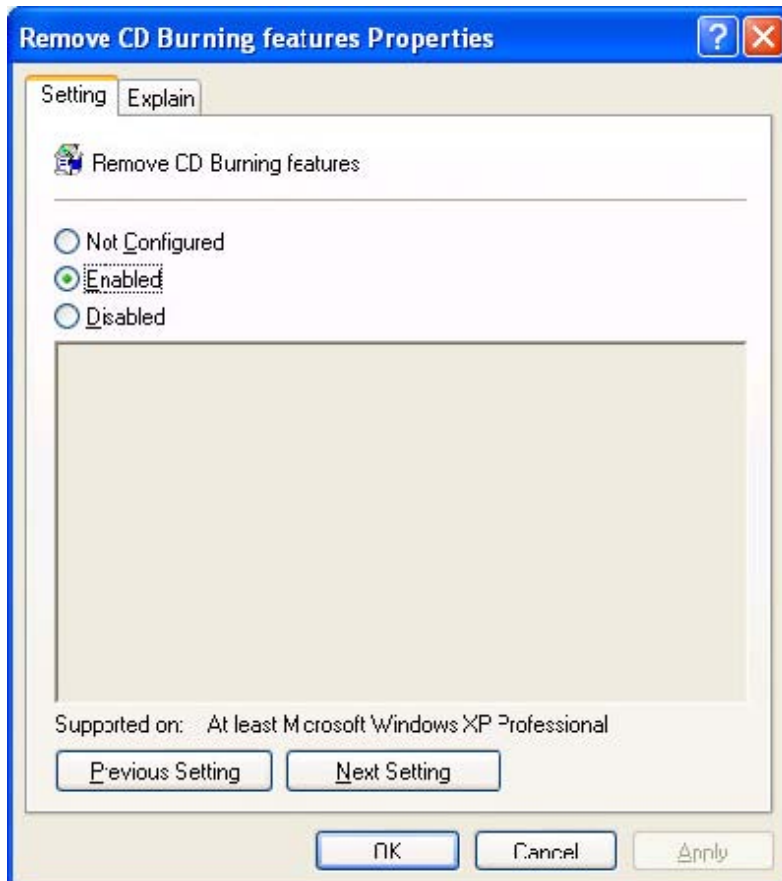 Remove CD Burning features Properties
?
Setting Explain
Remove CD Burning features
Not Configured
Enabled
Disabled
Supported on: At least Microsoft Windows XP Professional
Previous Setting Next Setting
OK Cancel Apply